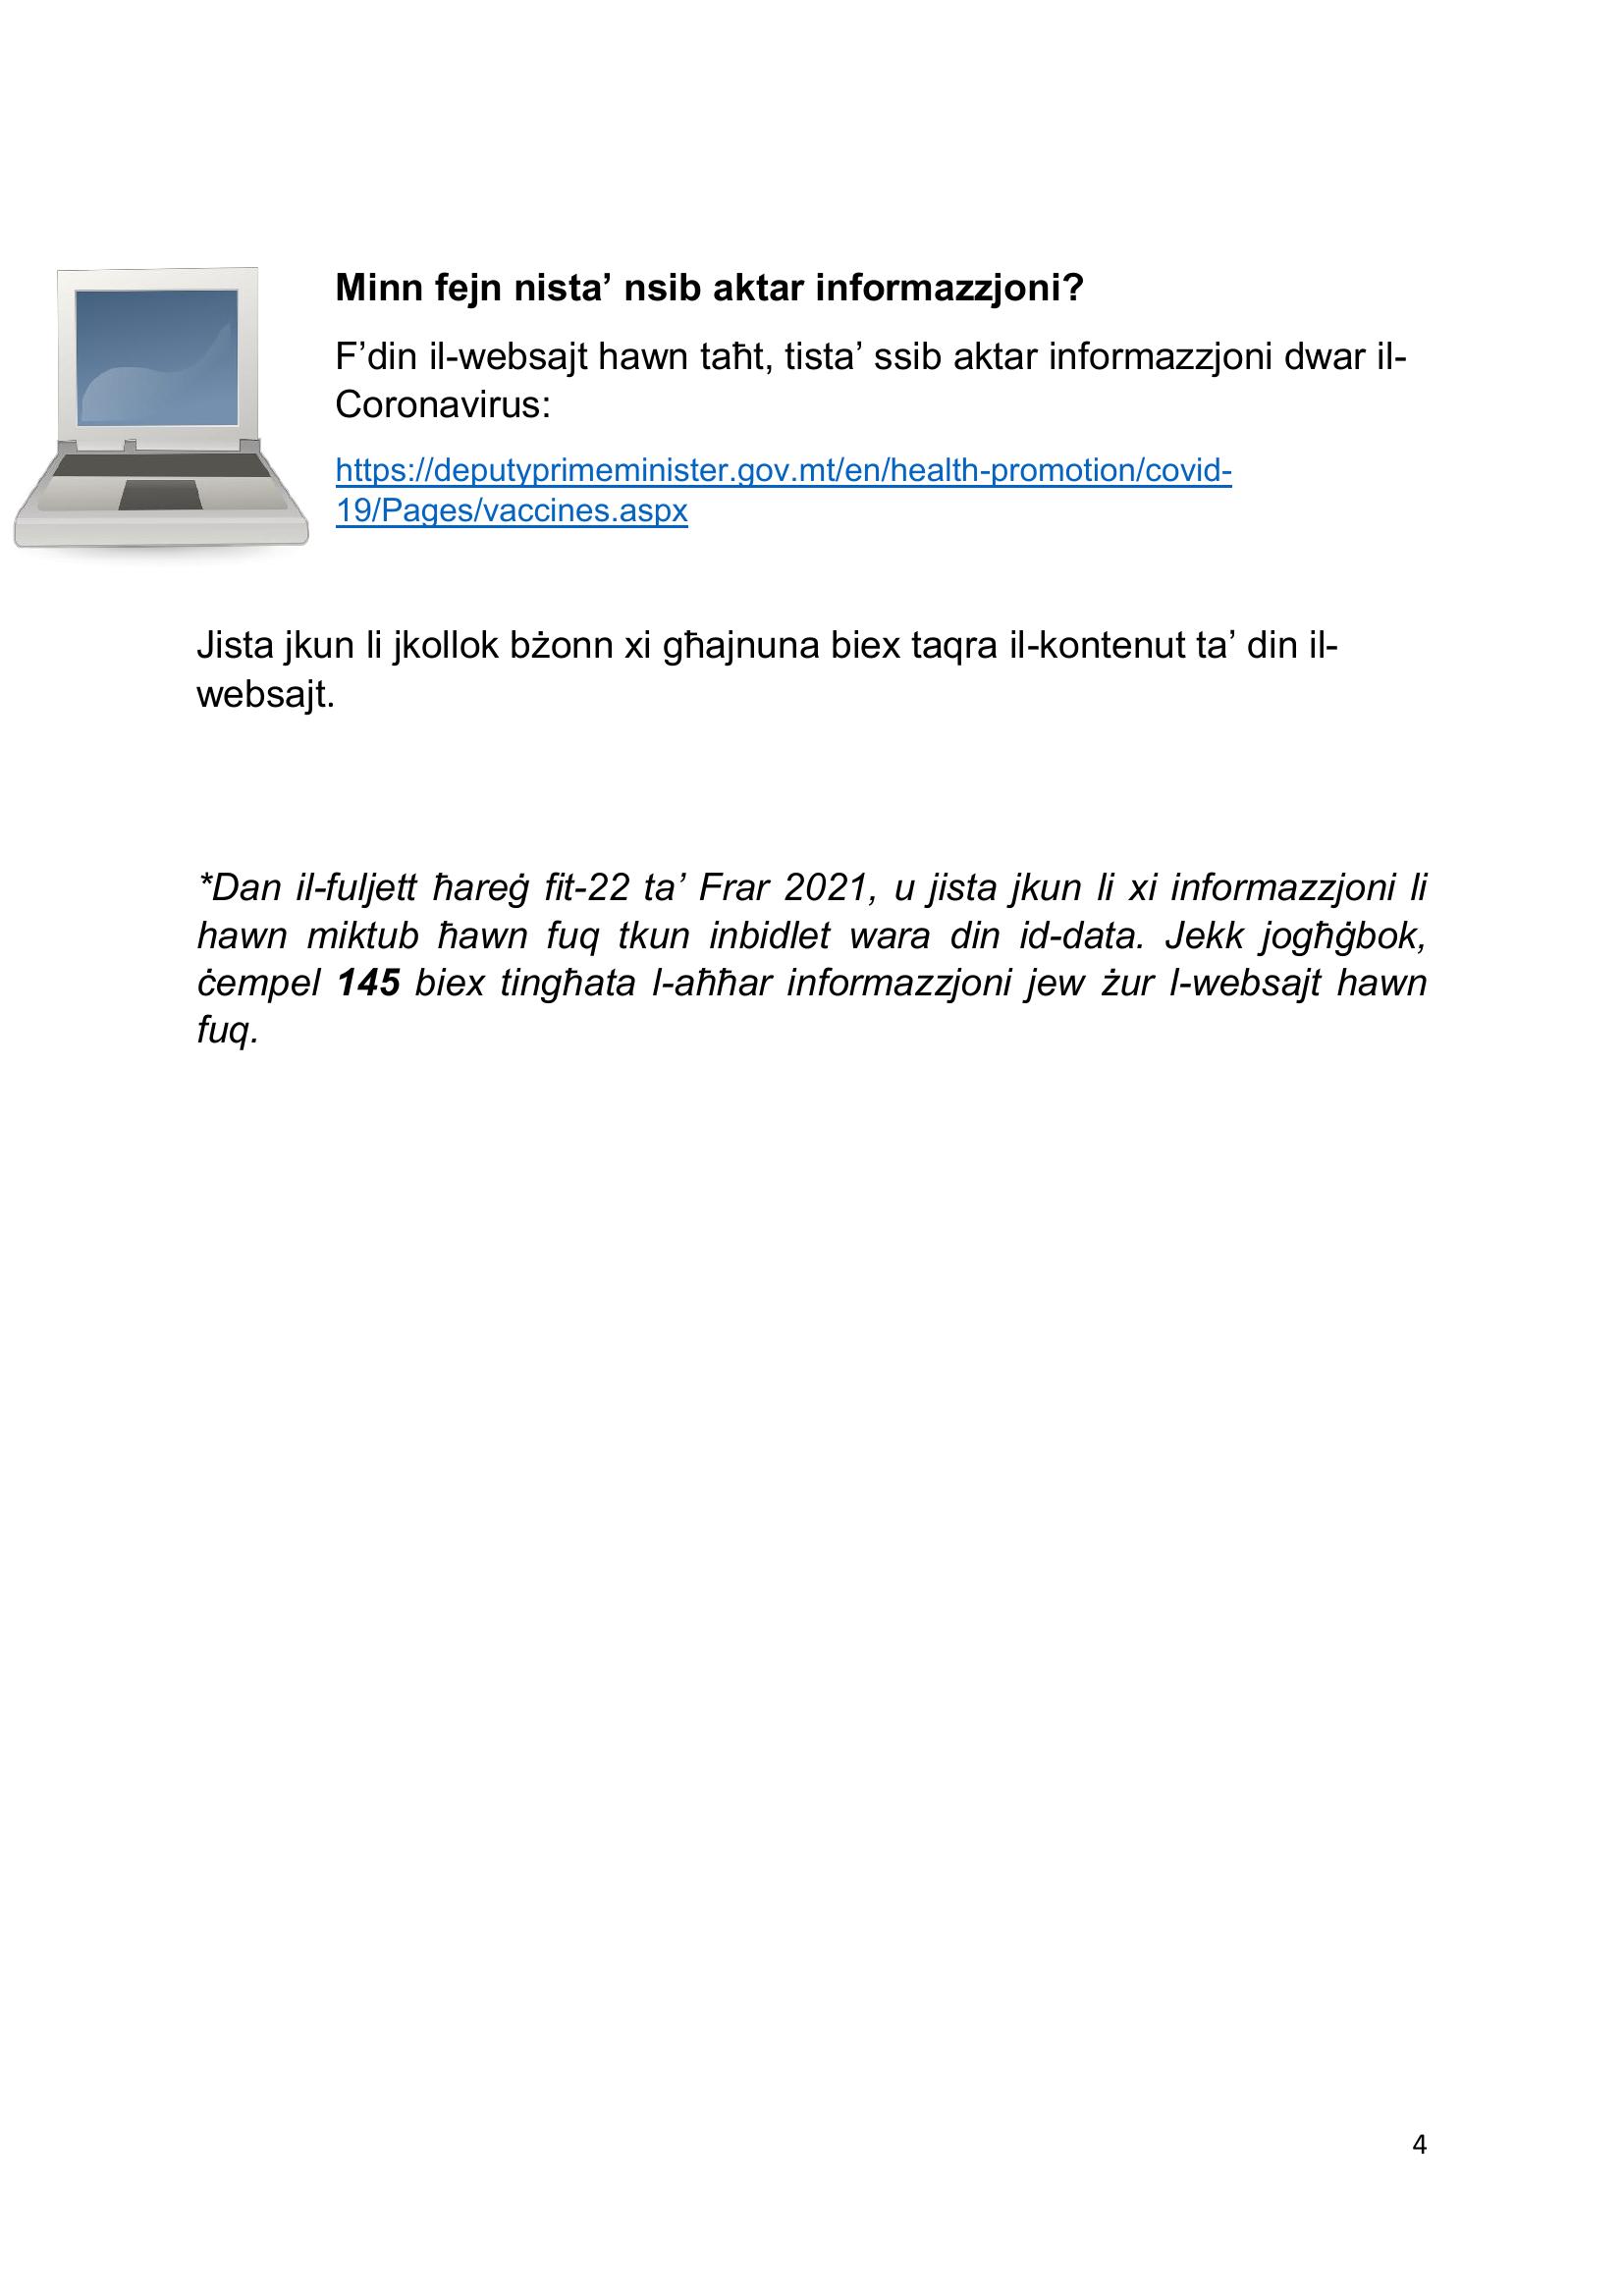 Minn fejn nista’ nsib aktar informazzjoni?
F’din il-websajt hawn taħt, tista’ ssib aktar informazzjoni dwar il-
Coronavirus:
https://deputyprimeminister.gov.mt/en/health-promotion/covid-
19/Pages/vaccines.aspx
Jista jkun li jkollok bżonn xi għajnuna biex taqra il-kontenut ta’ din il-
websajt.
*Dan il-fuljett ħareġ fit-22 ta’ Frar 2021, u jista jkun li xi informazzjoni li
hawn miktub ħawn fuq tkun inbidlet wara din id-data. Jekk jogħġbok,
ċempel 145 biex tingħata l-aħħar informazzjoni jew żur l-websajt hawn
fuq.
4